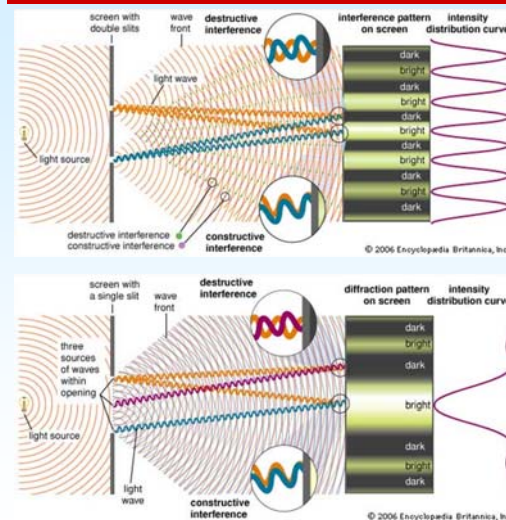 screen with
double slits
wave
front
destructive
interference
interference pattern
on screen
intensity
distribution curve
light wave
light source
dark
bright
dark
bright
dark
bright
dark
bright
dark
bright
dark
destructive interference
constructive interference
constructive
interference
© 2006 Encyclopædia Britannica, Inc
screen with
a single slit
wave
front
destructive
interference
diffraction pattern
on screen
intensity
distribution curve
three
sources
of waves
within
opening
light source
light
wave
dark
bright
dark
bright
dark
bright
dark
constructive
interference
© 2006 Encyclopædia Britannica, Inc